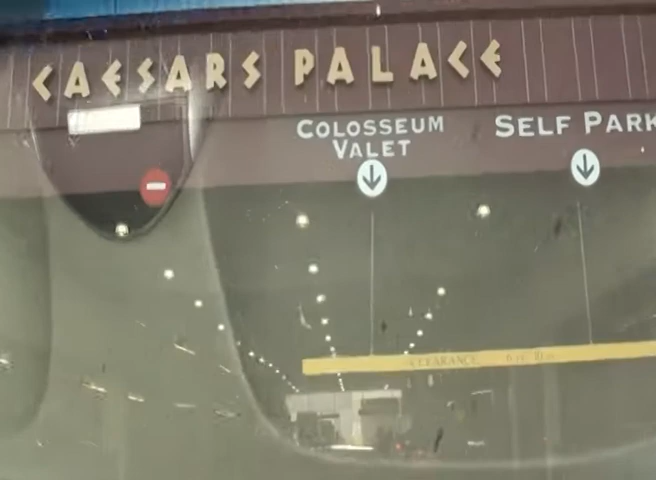 CAESARS PALACE
COLOSSEUM
VALET
SELF PARK
CLEARANCE